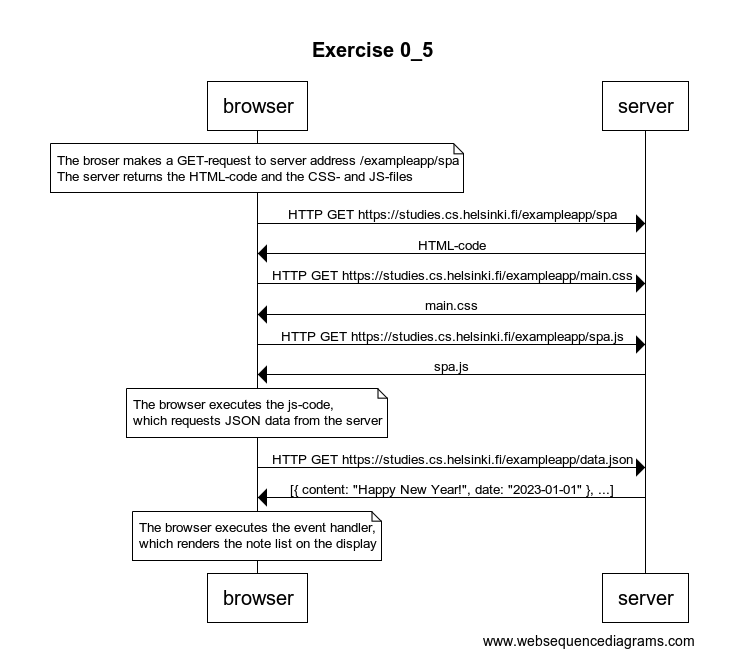 Exercise 0_5
browser
server
The broser makes a GET-request to server address /exampleapp/spa
The server returns the HTML-code and the CSS- and JS-files
HTTP GET https://studies.cs.helsinki.fi/exampleapp/spa
HTML-code
HTTP GET https://studies.cs.helsinki.fi/exampleapp/main.css
main.css
HTTP GET https://studies.cs.helsinki.fi/exampleapp/spa.js
spa.js
The browser executes the js-code,
which requests JSON data from the server
HTTP GET https://studies.cs.helsinki.fi/exampleapp/data.json
[{ content: "Happy New Year!", date: "2023-01-01" }, ...]
The browser executes the event handler,
which renders the note list on the display
browser
server
www.websequencediagrams.com